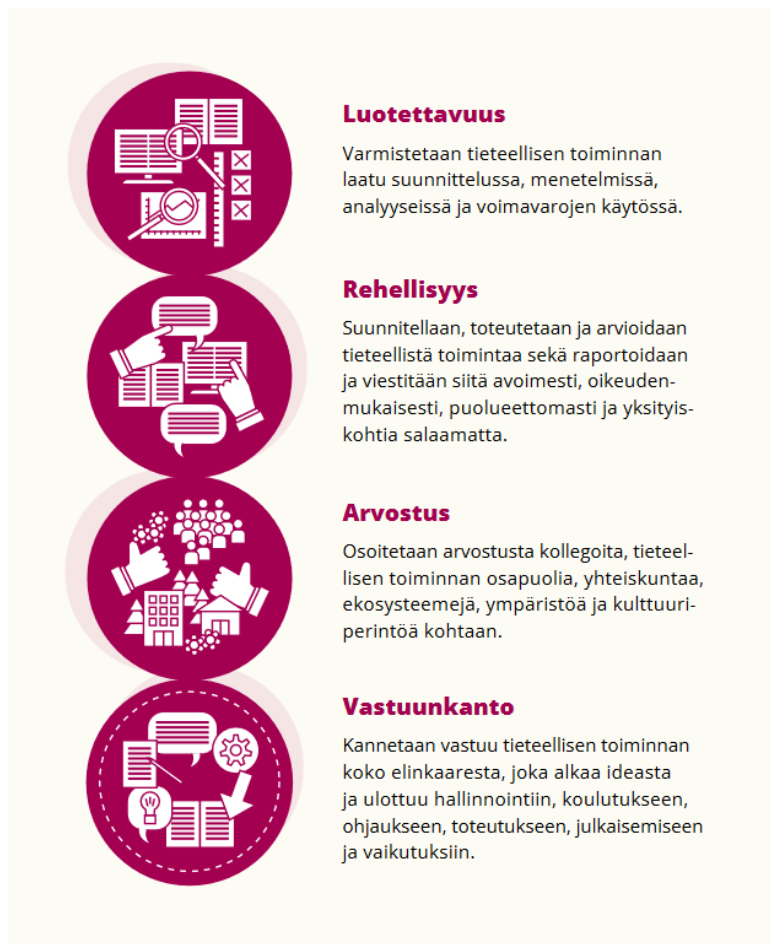 Luotettavuus
Varmistetaan tieteellisen toiminnan
laatu suunnittelussa, menetelmissä,
analyyseissä ja voimavarojen käytössä.
Rehellisyys
Suunnitellaan, toteutetaan ja arvioidaan
tieteellistä toimintaa sekä raportoidaan
ja viestitään siitä avoimesti, oikeuden-
mukaisesti, puolueettomasti ja yksityis-
kohtia salaamatta.
Arvostus
Osoitetaan arvostusta kollegoita, tieteel-
lisen toiminnan osapuolia, yhteiskuntaa,
ekosysteemejä, ympäristöä ja kulttuuri-
perintöä kohtaan.
Vastuunkanto
Kannetaan vastuu tieteellisen toiminnan
koko elinkaaresta, joka alkaa ideasta
ja ulottuu hallinnointiin, koulutukseen,
ohjaukseen, toteutukseen, julkaisemiseen
ja vaikutuksiin.